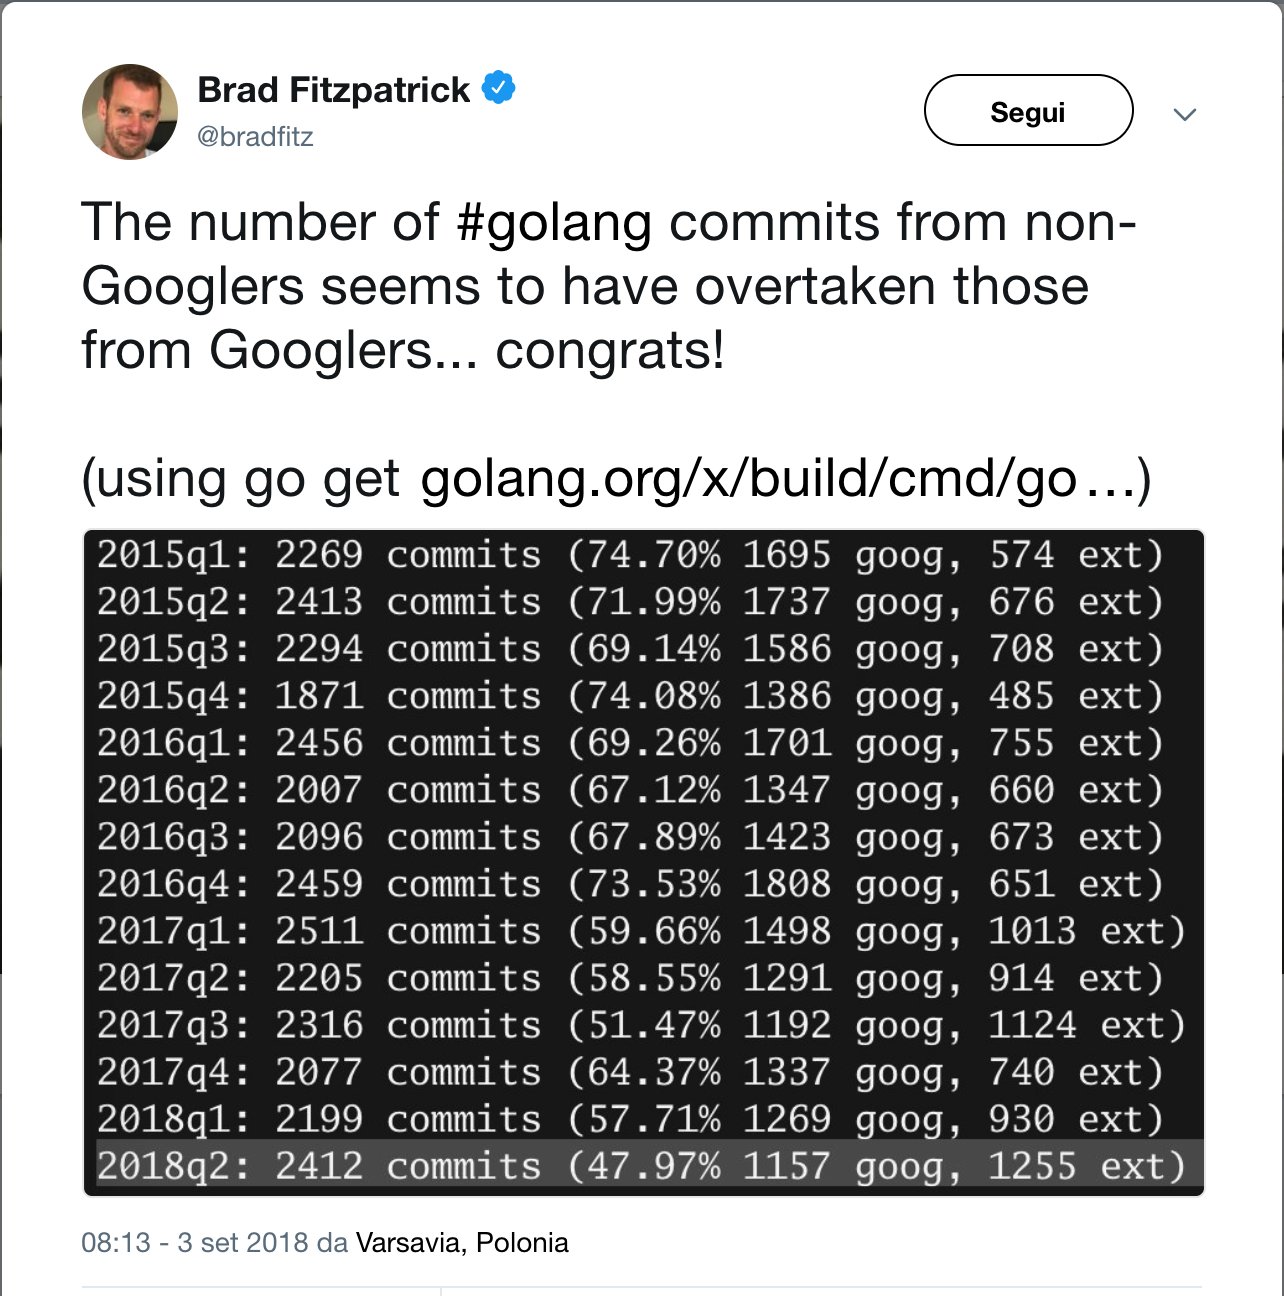 Brad Fitzpatrick
@bradfitz
Segui
The number of #golang commits from non-
Googlers seems to have overtaken those
from Googlers... congrats!
(using go get golang.org/x/build/cmd/go…)
2015q1: 2269 commits (74.70% 1695 goog, 574 ext)
2015q2: 2413 commits (71.99% 1737 goog, 676 ext)
2015q3: 2294 commits (69.14% 1586 goog, 708 ext)
2015q4: 1871 commits (74.08% 1386 goog, 485 ext)
2016q1: 2456 commits (69.26% 1701 goog, 755 ext)
2016q2: 2007 commits (67.12% 1347 goog, 660 ext)
2016q3: 2096 commits (67.89% 1423 goog, 673 ext)
2016q4: 2459 commits (73.53% 1808 goog, 651 ext)
2017q1: 2511 commits (59.66% 1498 goog, 1013 ext)
2017q2: 2205 commits (58.55% 1291 goog, 914 ext)
2017q3: 2316 commits (51.47% 1192 goog, 1124 ext)
2017q4: 2077 commits (64.37% 1337 goog, 740 ext)
2018q1: 2199 commits (57.71% 1269 goog, 930 ext)
2018q2: 2412 commits (47.97% 1157 goog, 1255 ext)
08:13 - 3 set 2018 da Varsavia, Polonia